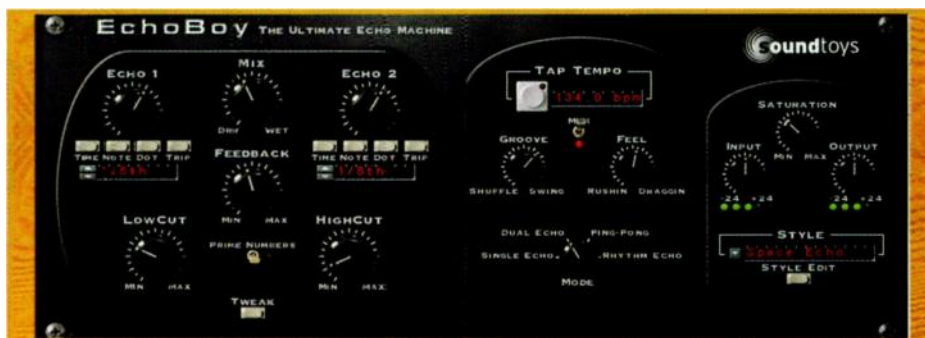 EchoBoy The Ultimate Echo Machine
soundtoys
Echo 1
Mix
Echo 2
Dry Wet
Time Note Dot Trip
Feedback
Time Note Dot Trip
1/8th
Min Max
LowCut
HighCut
Prime Numbers
Min Max
Min Max
Tweak
Tap Tempo
134.0 bpm
MIDI
Groove
Feel
Shuffle Swing
Rushin Draggin
Dual Echo
Ping-Pong
Single Echo
Rhythm Echo
Mode
Saturation
Min Max
Input
Output
-24 +24
-24 +24
Style
Space Echo
Style Edit